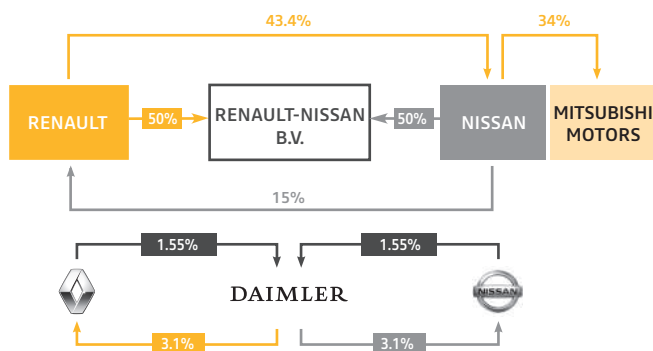 43.4%
34%
RENAULT
50%
RENAULT-NISSAN
B.V.
50%
NISSAN
MITSUBISHI
MOTORS
15%
1.55%
1.55%
DAIMLER
NISSAN
3.1%
3.1%